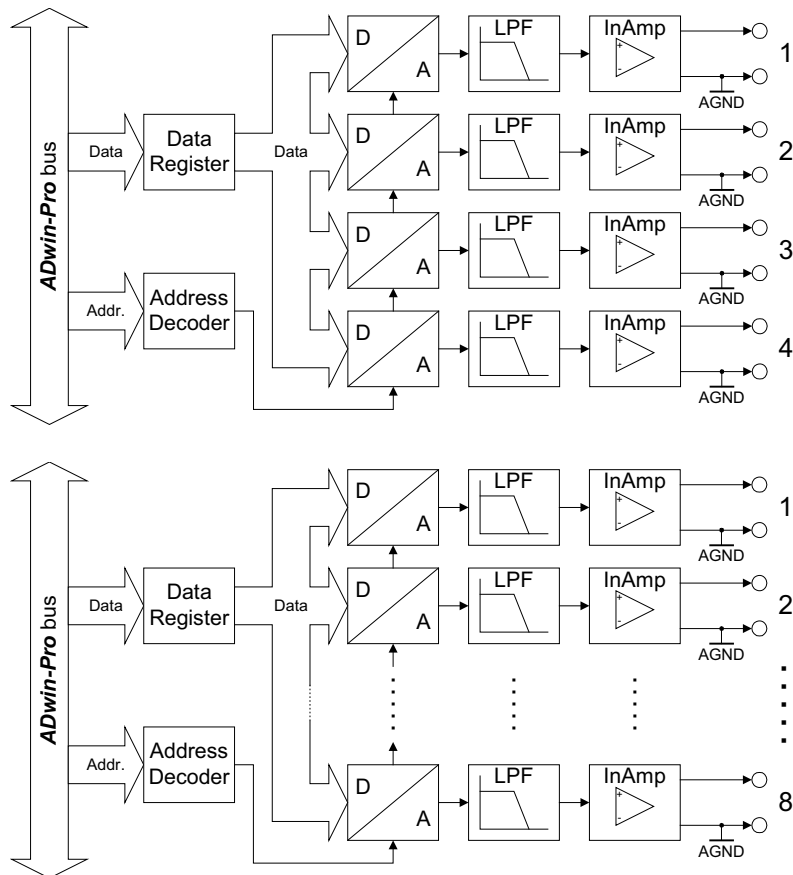 ADwin-Pro bus
Data
Data
Register
Data
Addr.
Address
Decoder
D
A
LPF
InAmp
+
-
AGND
1
D
A
LPF
InAmp
+
-
AGND
2
D
A
LPF
InAmp
+
-
AGND
3
D
A
LPF
InAmp
+
-
AGND
4
ADwin-Pro bus
Data
Data
Register
Data
Addr.
Address
Decoder
D
A
LPF
InAmp
+
-
AGND
1
D
A
LPF
InAmp
+
-
AGND
2
D
A
LPF
InAmp
+
-
AGND
8